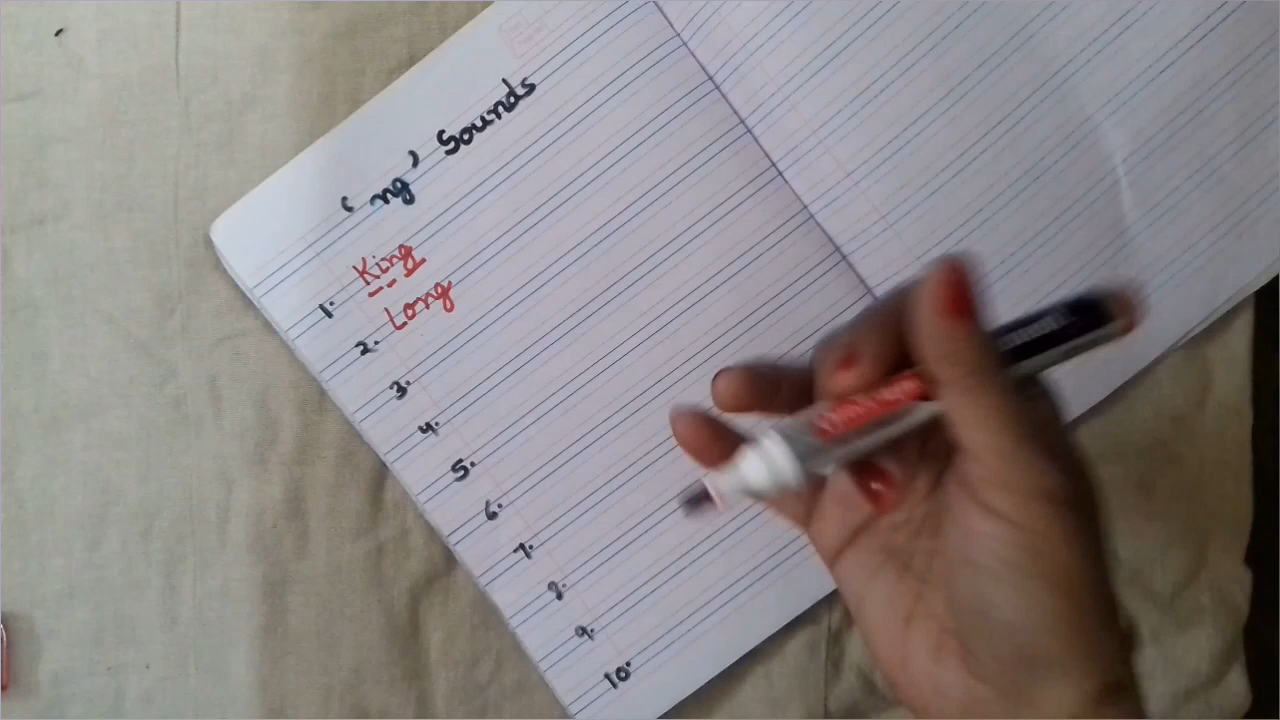 ‘ng’ Sounds
1. King
2. Long
3.
4.
5.
6.
7.
8.
9.
10.